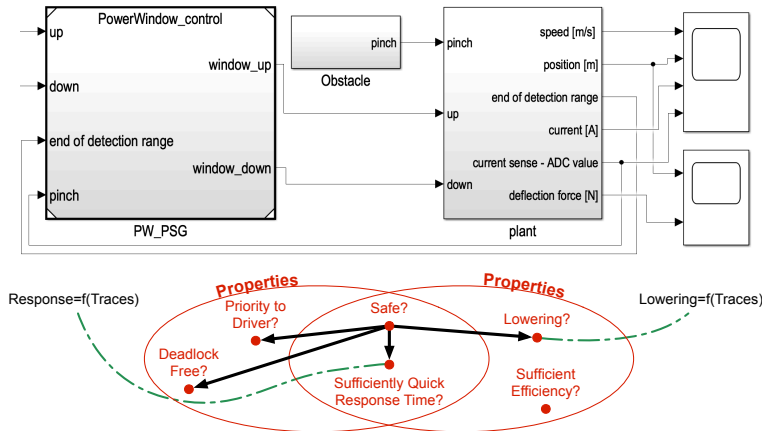 PowerWindow_control
up
down
end of detection range
pinch
window_up
window_down
PW_PSG
pinch
Obstacle
pinch
up
down
speed [m/s]
position [m]
end of detection range
current [A]
current sense - ADC value
deflection force [N]
plant
Properties
Properties
Response=f(Traces)
Lowering=f(Traces)
Priority to
Driver?
Safe?
Lowering?
Deadlock
Free?
Sufficiently Quick
Response Time?
Sufficient
Efficiency?